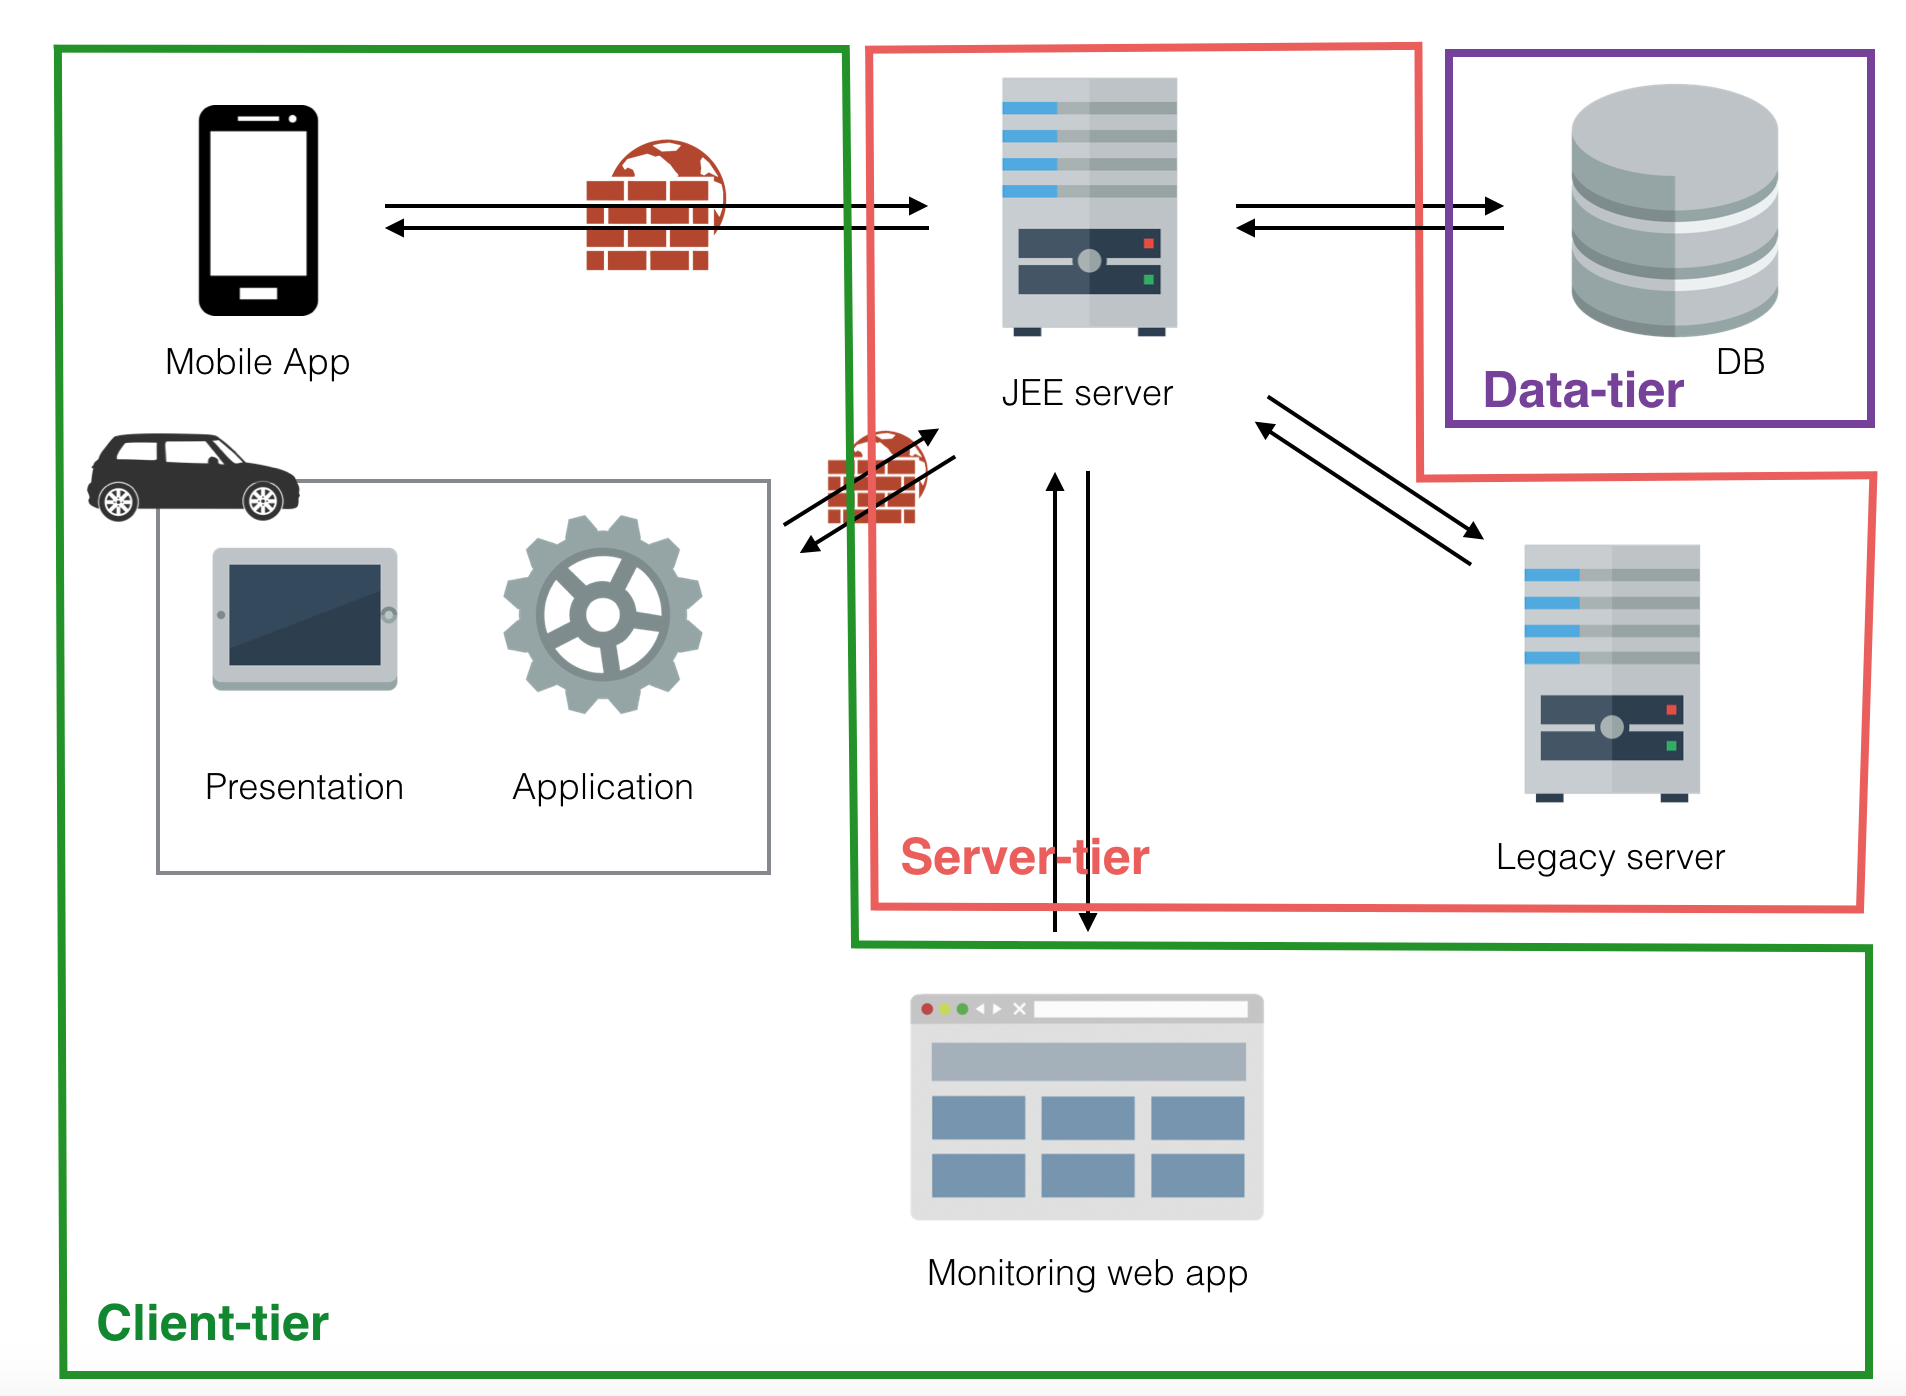 Mobile App
JEE server
DB
Data-tier
Presentation
Application
Server-tier
Legacy server
Monitoring web app
Client-tier